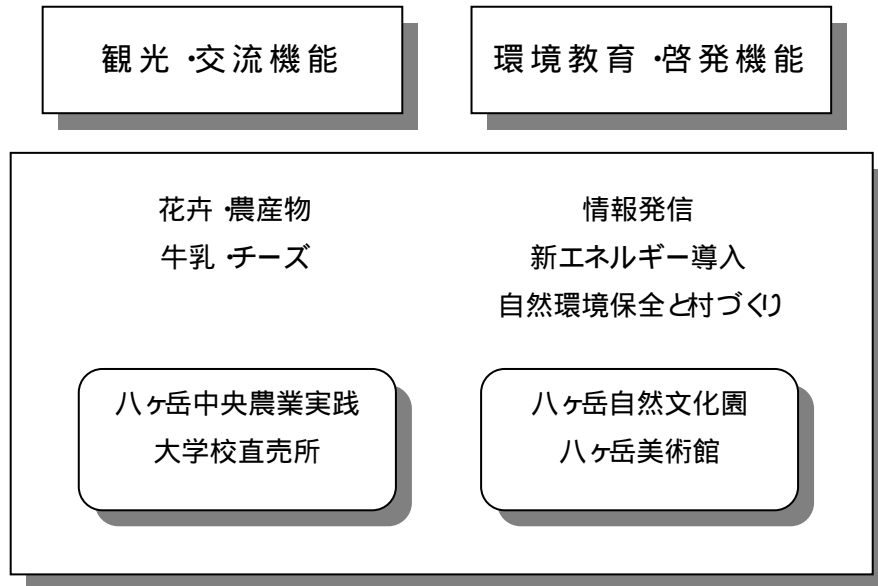 観光・交流機能
環境教育・啓発機能
花卉・農産物
牛乳・チーズ
情報発信
新エネルギー導入
自然環境保全と村づくり
八ヶ岳中央農業実践
大学校直売所
八ヶ岳自然文化園
八ヶ岳美術館